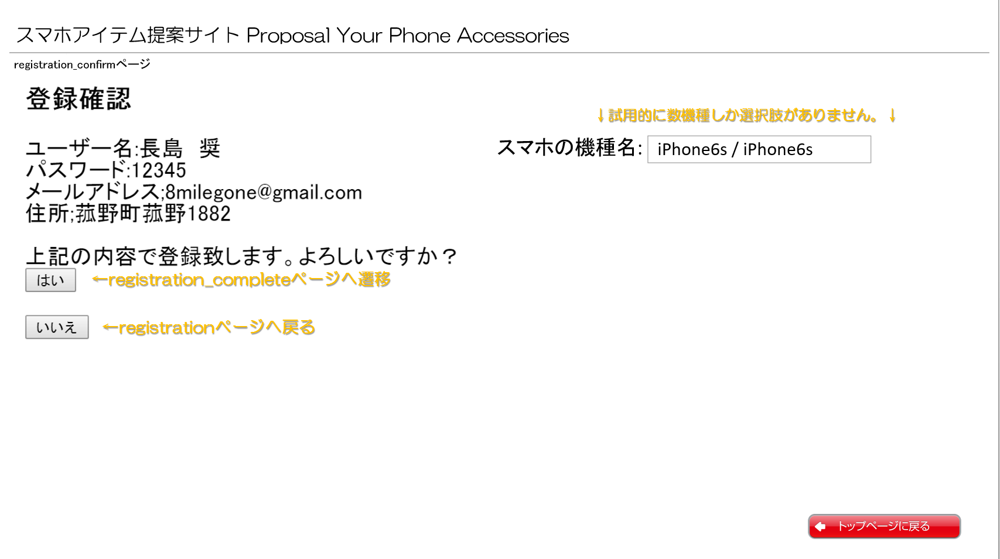 スマホアイテム提案サイト Proposal Your Phone Accessories
registration_confirmページ
登録確認
↓試用的に数機種しか選択肢がありません。↓
スマホの機種名: iPhone6s / iPhone6s
ユーザー名:長島　奨
パスワード:12345
メールアドレス;8milegone@gmail.com
住所;菰野町菰野1882
上記の内容で登録致します。よろしいですか？
はい ←registration_completeページへ遷移
いいえ ←registrationページへ戻る
トップページに戻る